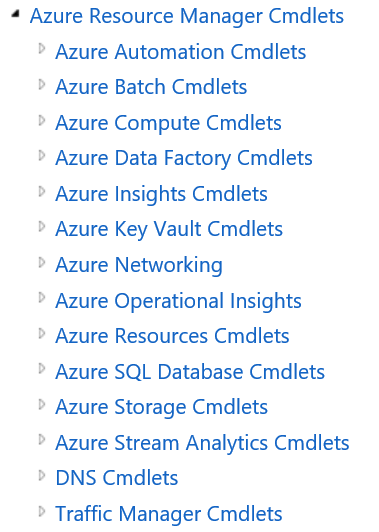 Azure Resource Manager Cmdlets
Azure Automation Cmdlets
Azure Batch Cmdlets
Azure Compute Cmdlets
Azure Data Factory Cmdlets
Azure Insights Cmdlets
Azure Key Vault Cmdlets
Azure Networking
Azure Operational Insights
Azure Resources Cmdlets
Azure SQL Database Cmdlets
Azure Storage Cmdlets
Azure Stream Analytics Cmdlets
DNS Cmdlets
Traffic Manager Cmdlets